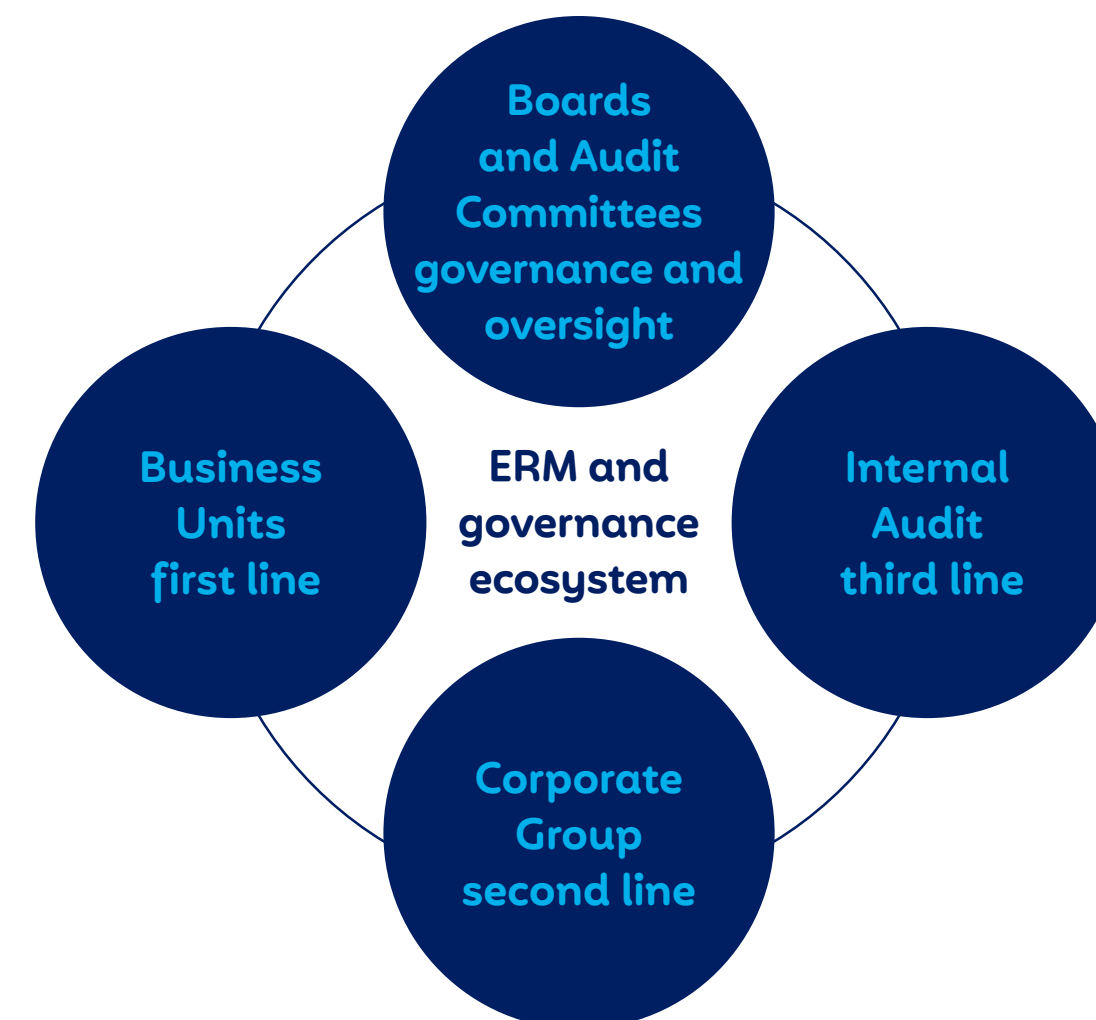 Boards
and Audit
Committees
governance and
oversight
Business
Units
first line
ERM and
governance
ecosystem
Internal
Audit
third line
Corporate
Group
second line